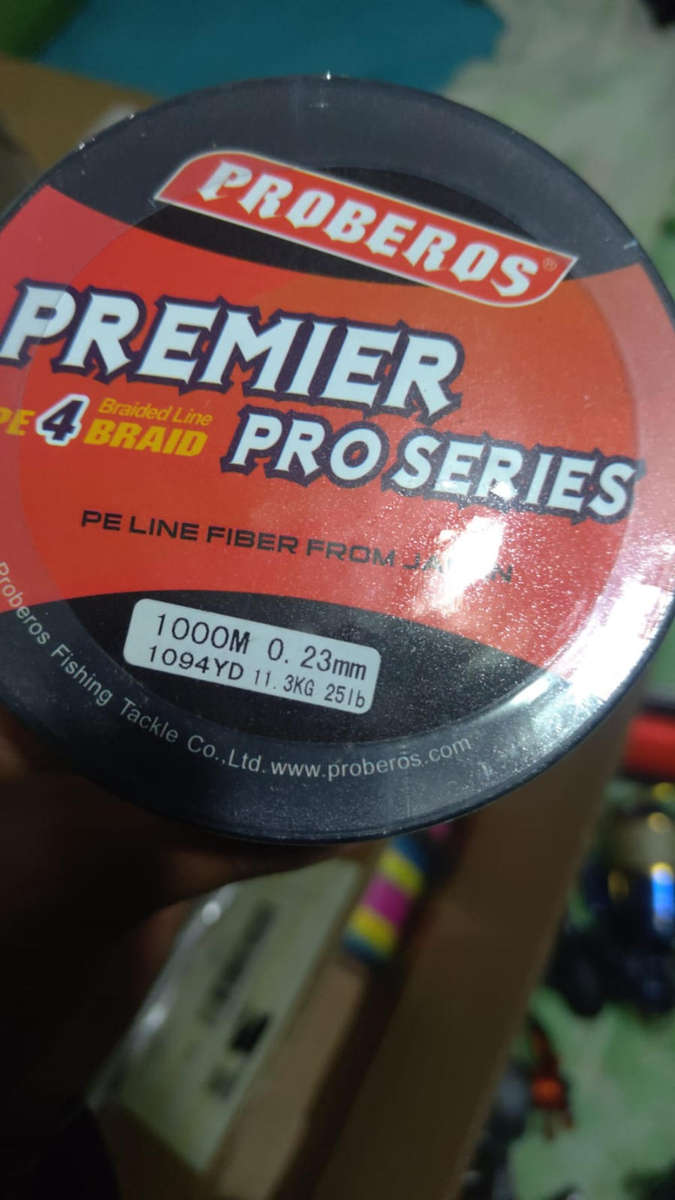 PROBEROS®
PREMIER
PE 4 BRAID
Braided Line
PRO SERIES
PE LINE FIBER FROM
1000M 0.23mm
1094YD 11.3KG 25lb
Proberos Fishing Tackle Co.,Ltd. www.proberos.com